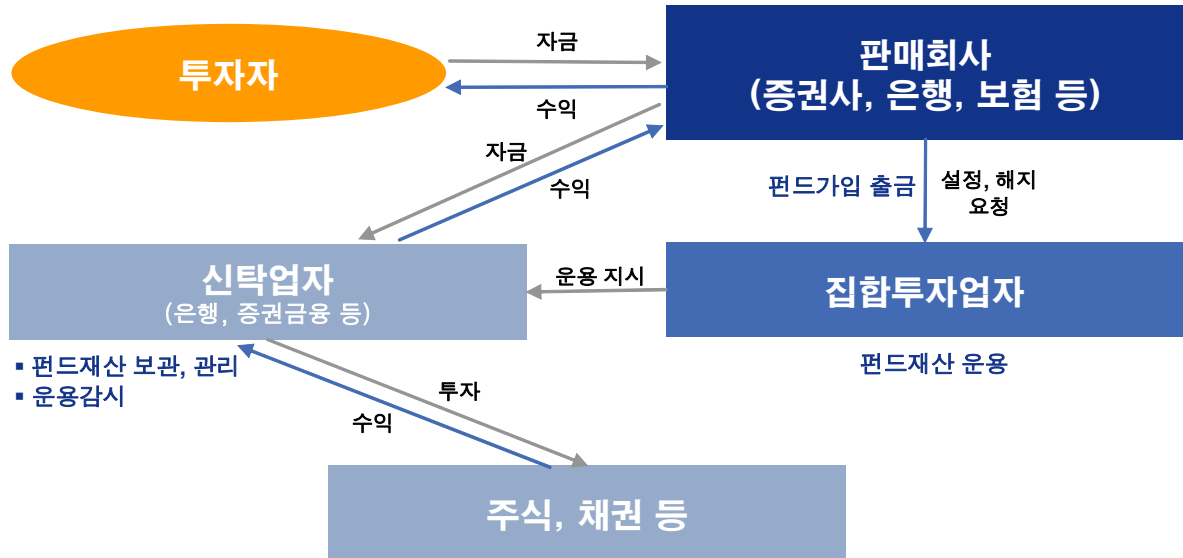 투자자
자금
수익
판매회사
(증권사, 은행, 보험 등)
자금
수익
펀드가입 출금
설정, 해지
요청
신탁업자
(은행, 증권금융 등)
운용 지시
집합투자업자
▪ 펀드재산 보관, 관리
▪ 운용감시
펀드재산 운용
투자
수익
주식, 채권 등